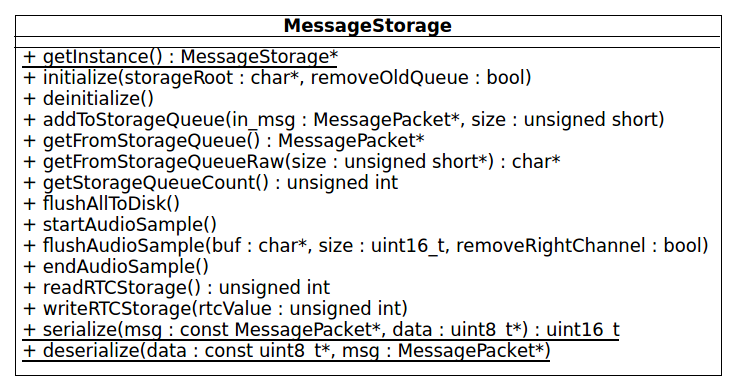 MessageStorage
+ getInstance() : MessageStorage*
+ initialize(storageRoot : char*, removeOldQueue : bool)
+ deinitialize()
+ addToStorageQueue(in_msg : MessagePacket*, size : unsigned short)
+ getFromStorageQueue() : MessagePacket*
+ getFromStorageQueueRaw(size : unsigned short*) : char*
+ getStorageQueueCount() : unsigned int
+ flushAllToDisk()
+ startAudioSample()
+ flushAudioSample(buf : char*, size : uint16_t, removeRightChannel : bool)
+ endAudioSample()
+ readRTCStorage() : unsigned int
+ writeRTCStorage(rtcValue : unsigned int)
+ serialize(msg : const MessagePacket*, data : uint8_t*) : uint16_t
+ deserialize(data : const uint8_t*, msg : MessagePacket*)